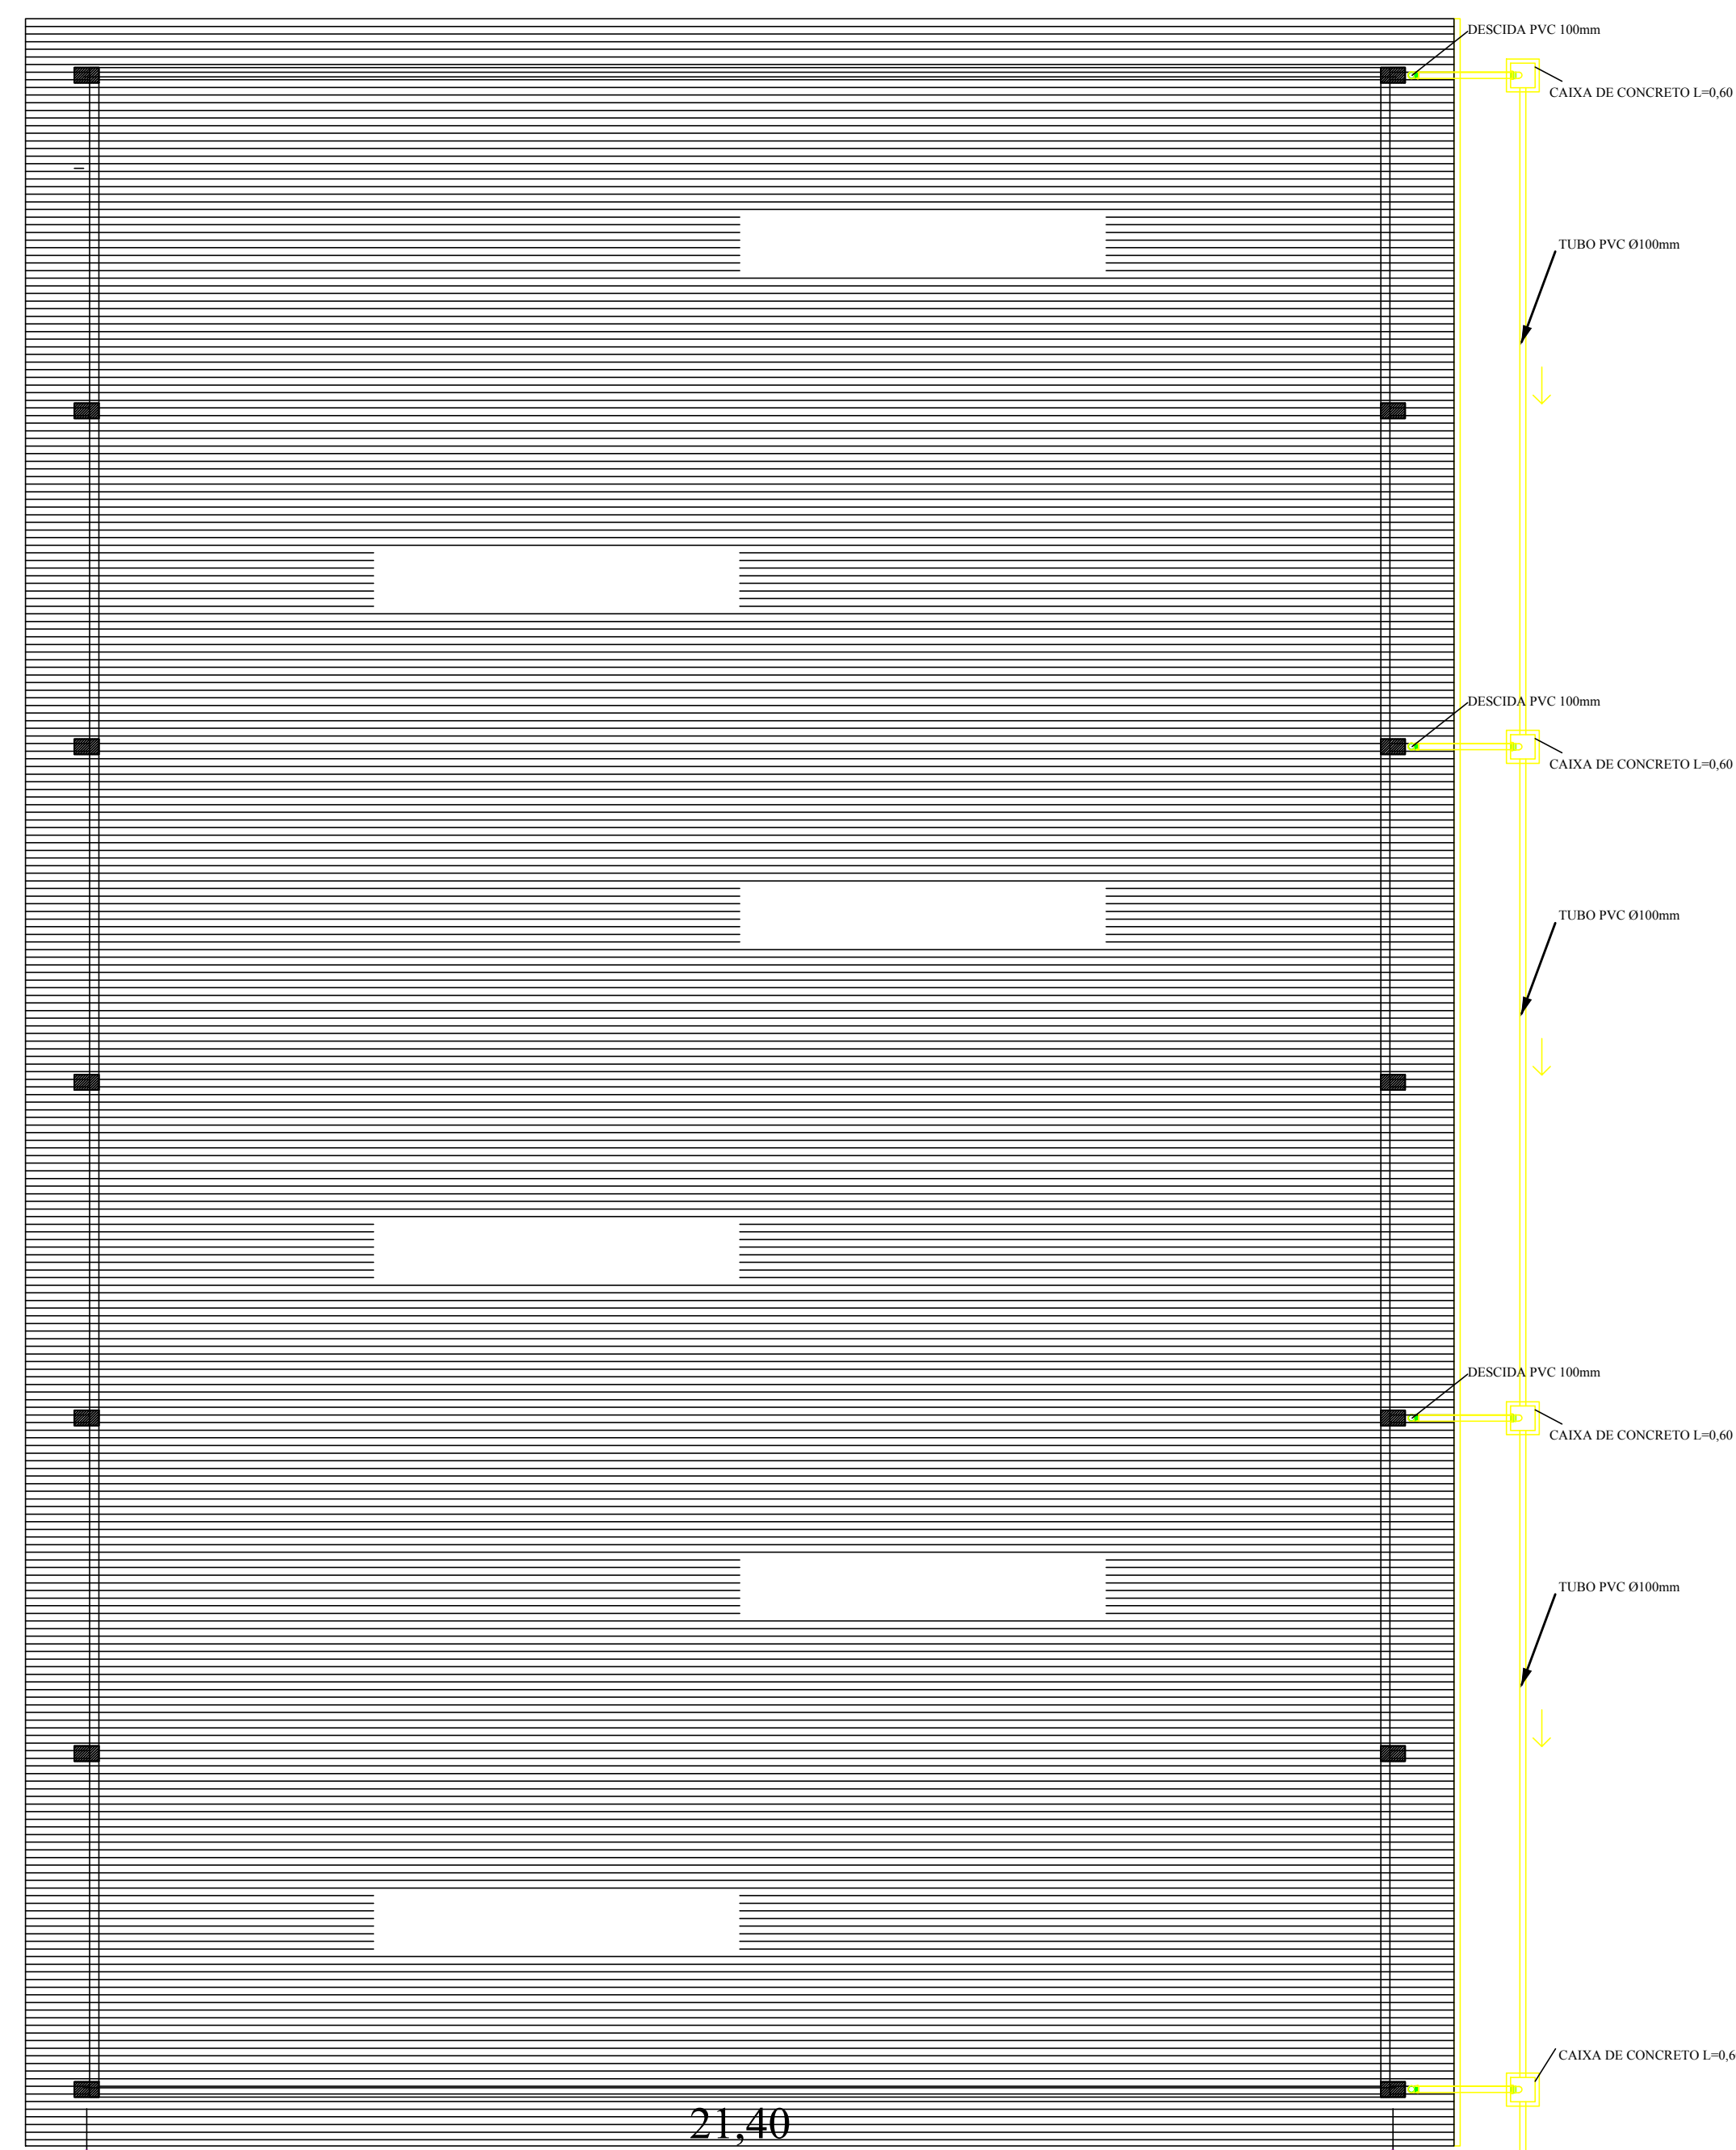 DESCIDA PVC 100mm
CAIXA DE CONCRETO L=0,60
TUBO PVC Ø100mm
DESCIDA PVC 100mm
CAIXA DE CONCRETO L=0,60
TUBO PVC Ø100mm
DESCIDA PVC 100mm
CAIXA DE CONCRETO L=0,60
TUBO PVC Ø100mm
CAIXA DE CONCRETO L=0,6
21,40